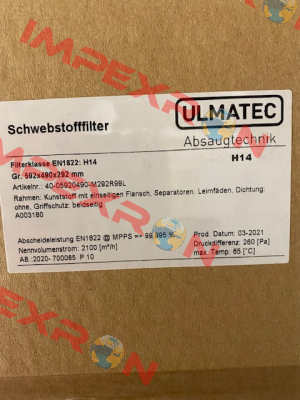 IMPEXRON
Schwebstofffilter
ULMATEC
Absaugtechnik
Filterklasse EN1822: H14
H14
Gr. 592x490x292 mm
Artikelnr.: 40-05920490-M292R99L
Rahmen: Kunststoff mit einseitigen Flansch, Separatoren. Leimfäden, Dichtung:
ohne, Griffschutz: beidseitig
A003180
Abscheideleistung EN1822 @ MPPS => 99,995 %
Prod. Datum: 03-2021
Nennvolumenstrom: 2100 [m³/h]
Druckdifferenz: 260 [Pa]
AB: 2020- 700065 P 10
max. Temp: 65 [°C]
IMPEXRON